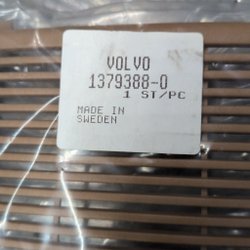 VOLVO
1379388-0
1 ST/PC
MADE IN
SWEDEN